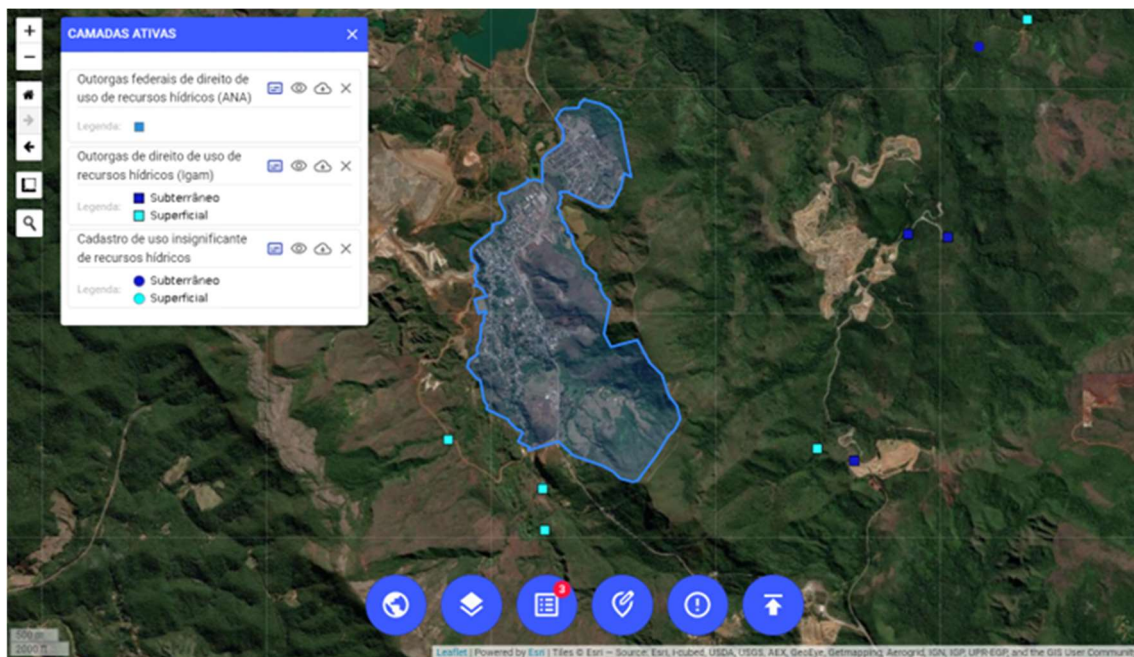 CAMADAS ATIVAS
Outorgas federais de direito de
uso de recursos hídricos (ANA)
Legenda:
Outorgas de direito de uso de
recursos hídricos (Igam)
Legenda:
Subterrâneo
Superficial
Cadastro de uso insignificante
de recursos hídricos
Legenda:
Subterrâneo
Superficial
3
500 m
2000 ft
Leaflet | Powered by Esri | Tiles © Esri — Source: Esri, i-cubed, USDA, USGS, AEX, GeoEye, Getmapping, Aerogrid, IGN, IGP, UPR-EGP, and the GIS User Communit